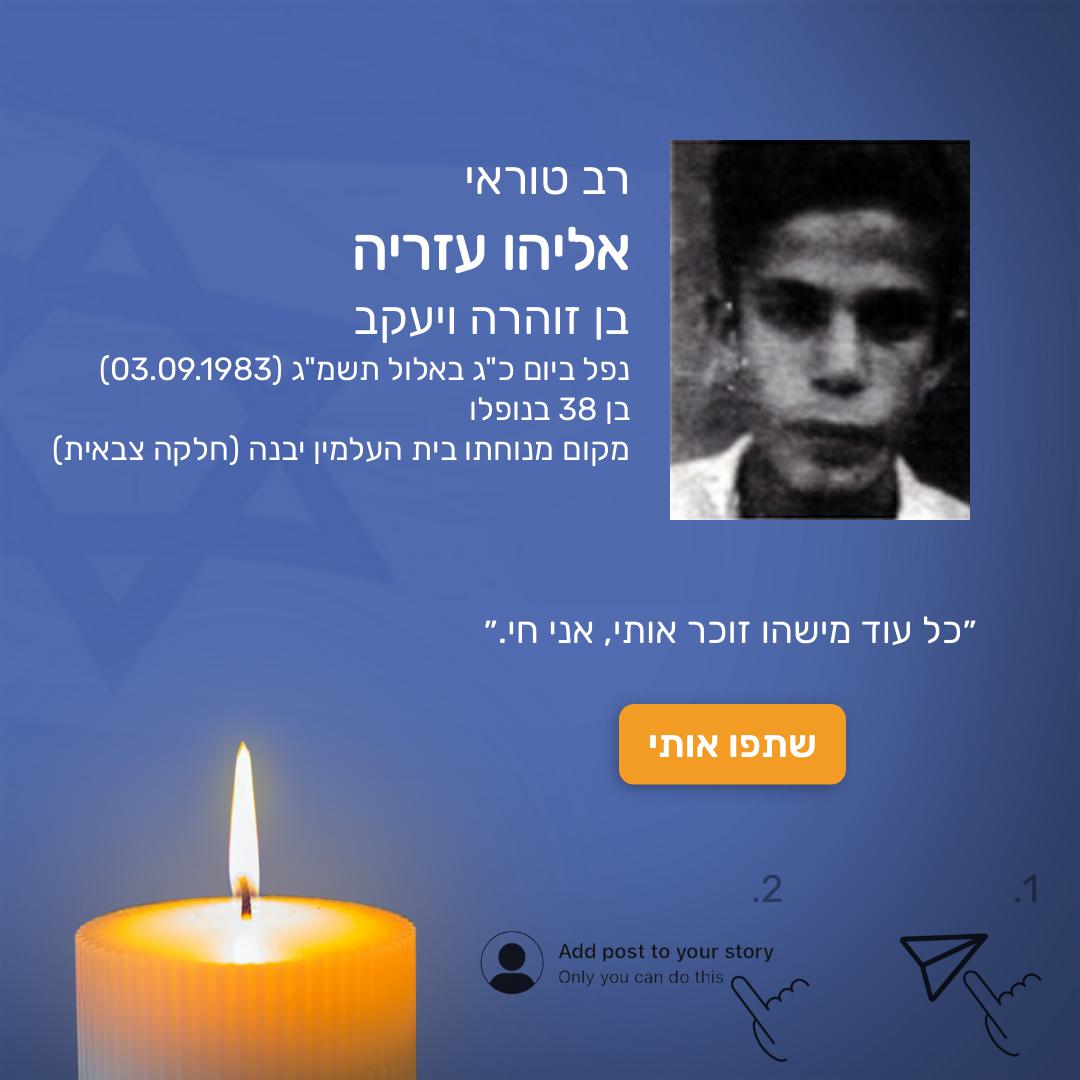 רב טוראי
אליהו עזריה
בן זוהרה ויעקב
נפל ביום כ"ג באלול תשמ"ג (03.09.1983)
בן 38 בנופלו
מקום מנוחתו בית העלמין יבנה (חלקה צבאית)
״כל עוד מישהו זוכר אותי, אני חי.״
שתפו אותי
1.
2.
Add post to your story
Only you can do this